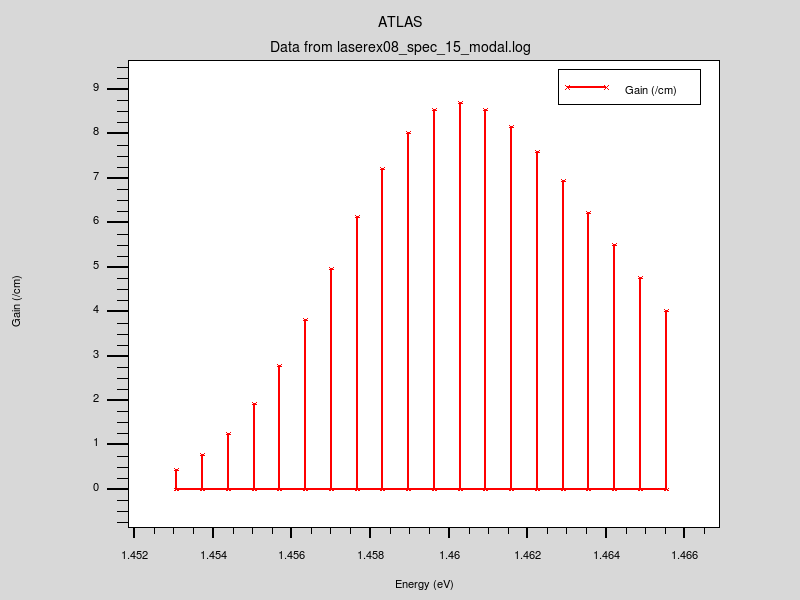 ATLAS
Data from laserex08_spec_15_modal.log
Gain (/cm)
9
8
7
6
5
4
3
2
1
0
Gain (/cm)
1.452 1.454 1.456 1.458 1.46 1.462 1.464 1.466
Energy (eV)